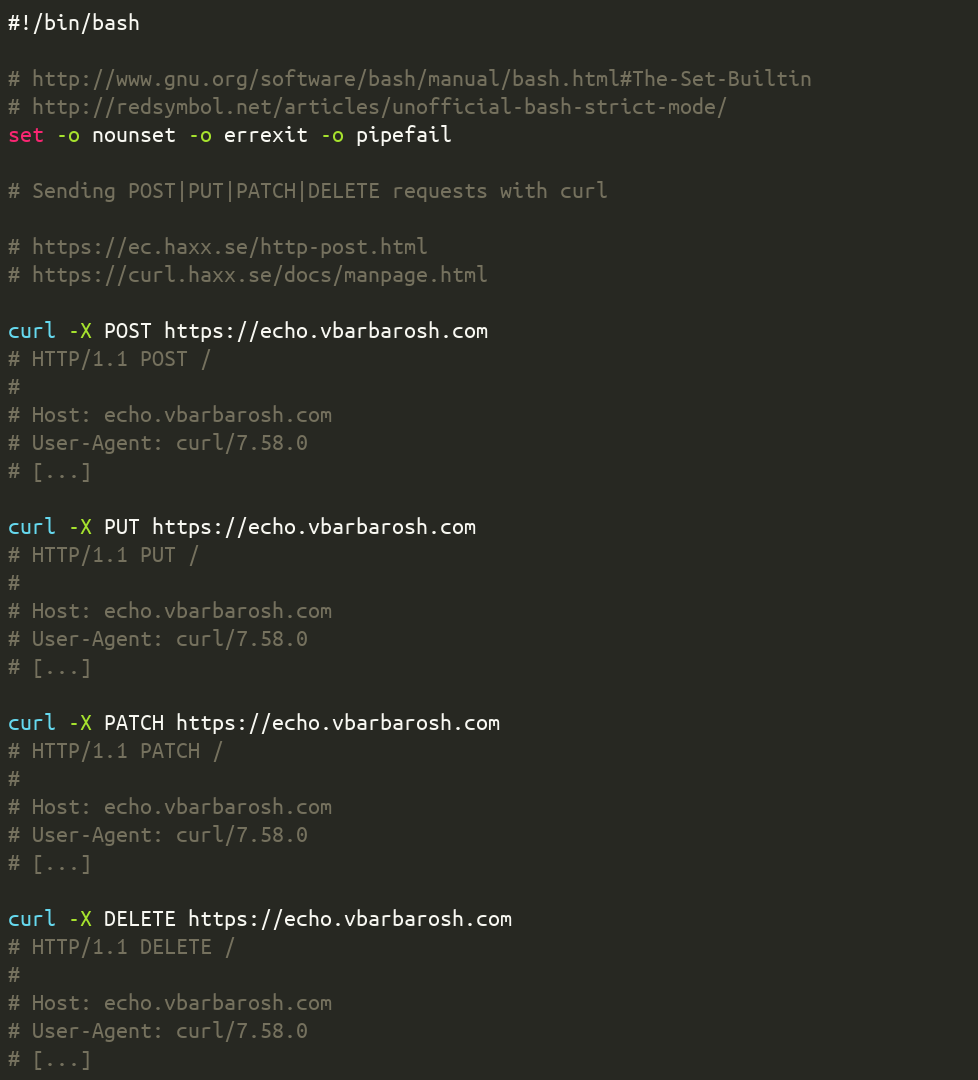 #!/bin/bash
# http://www.gnu.org/software/bash/manual/bash.html#The-Set-Builtin
# http://redsymbol.net/articles/unofficial-bash-strict-mode/
set -o nounset -o errexit -o pipefail
# Sending POST|PUT|PATCH|DELETE requests with curl
# https://ec.haxx.se/http-post.html
# https://curl.haxx.se/docs/manpage.html
curl -X POST https://echo.vbarbarosh.com
# HTTP/1.1 POST /
#
# Host: echo.vbarbarosh.com
# User-Agent: curl/7.58.0
# [...]
curl -X PUT https://echo.vbarbarosh.com
# HTTP/1.1 PUT /
#
# Host: echo.vbarbarosh.com
# User-Agent: curl/7.58.0
# [...]
curl -X PATCH https://echo.vbarbarosh.com
# HTTP/1.1 PATCH /
#
# Host: echo.vbarbarosh.com
# User-Agent: curl/7.58.0
# [...]
curl -X DELETE https://echo.vbarbarosh.com
# HTTP/1.1 DELETE /
#
# Host: echo.vbarbarosh.com
# User-Agent: curl/7.58.0
# [...]